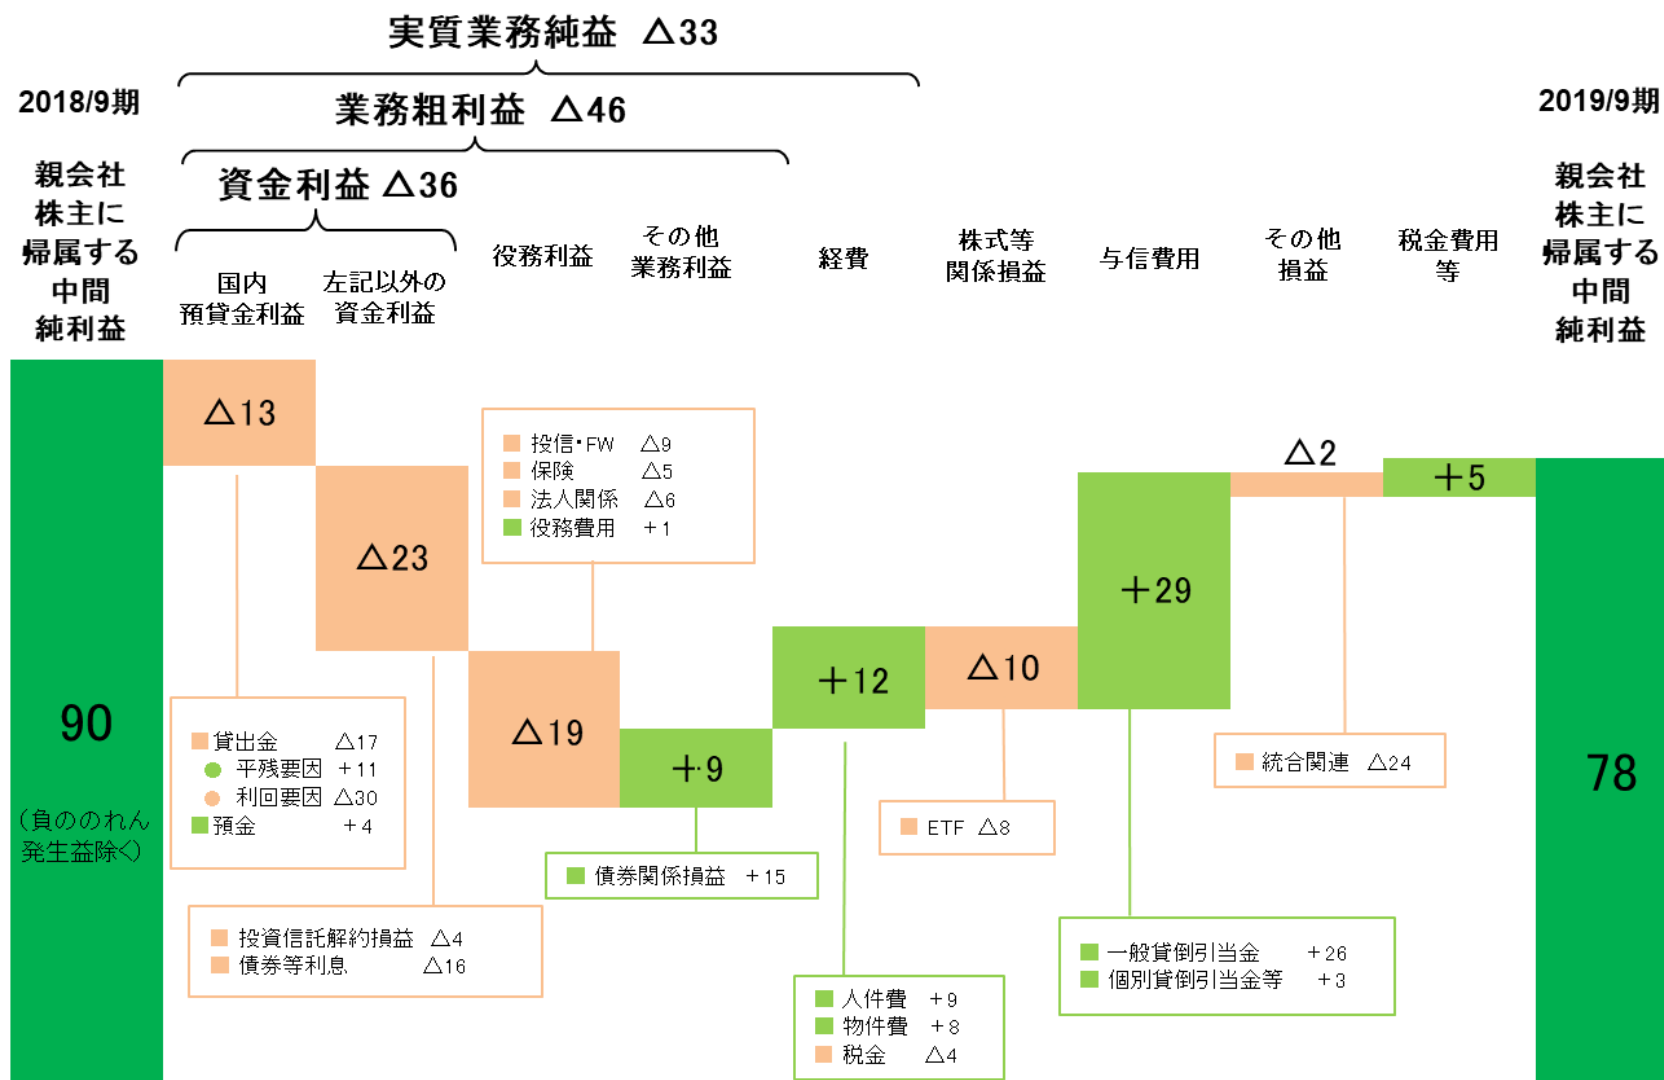 実質業務純益 △33
2018/9期
業務粗利益 △46
2019/9期
親会社
株主に
帰属する
中間
純利益
資金利益 △36
国内
預貸金利益
左記以外の
資金利益
役務利益
その他
業務利益
経費
株式等
関係損益
与信費用
その他
損益
税金費用
等
親会社
株主に
帰属する
中間
純利益
90
(負ののれん
発生益除く)
△13
△23
△19
+9
+12
△10
+29
△2
+5
78
投信・FW △9
保険 △5
法人関係 △6
役務費用 +1
貸出金 △17
平残要因 +11
利回要因 △30
預金 +4
投資信託解約損益 △4
債券等利息 △16
債券関係損益 +15
人件費 +9
物件費 +8
税金 △4
ETF △8
一般貸倒引当金 +26
個別貸倒引当金等 +3
統合関連 △24